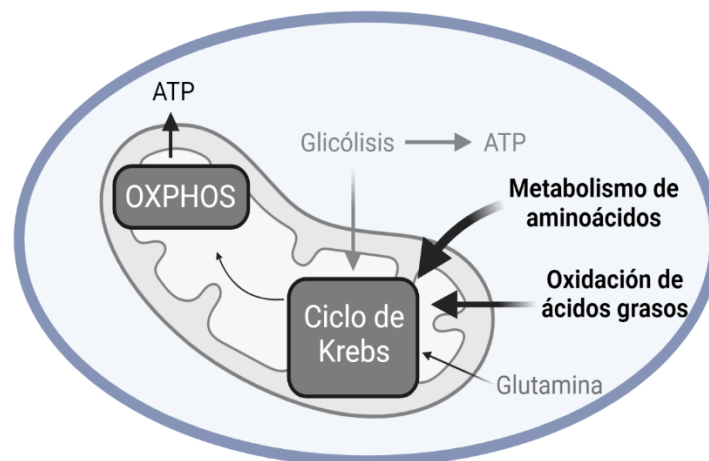 ATP
OXPHOS
Glicólisis
ATP
Metabolismo de
aminoácidos
Oxidación de
ácidos grasos
Ciclo de
Krebs
Glutamina